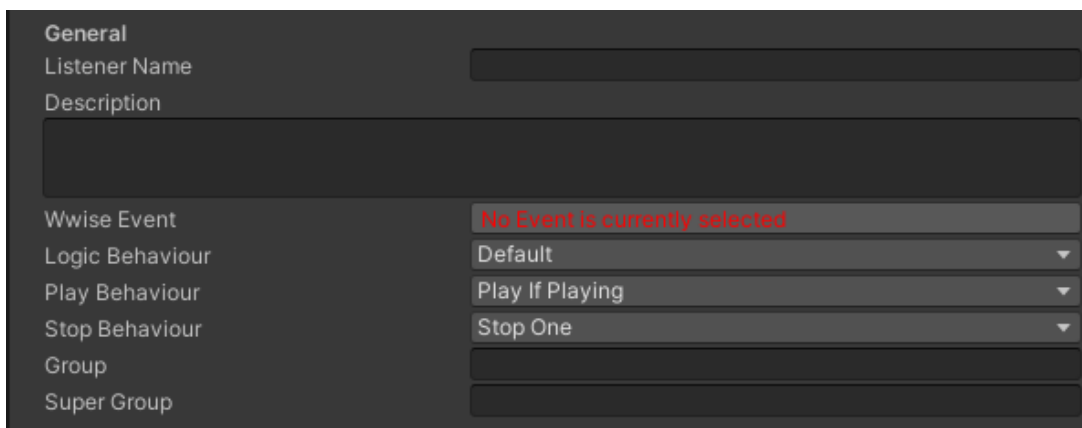 General
Listener Name
Description
Wwise Event No Event is currently selected
Logic Behaviour Default
Play Behaviour Play If Playing
Stop Behaviour Stop One
Group
Super Group